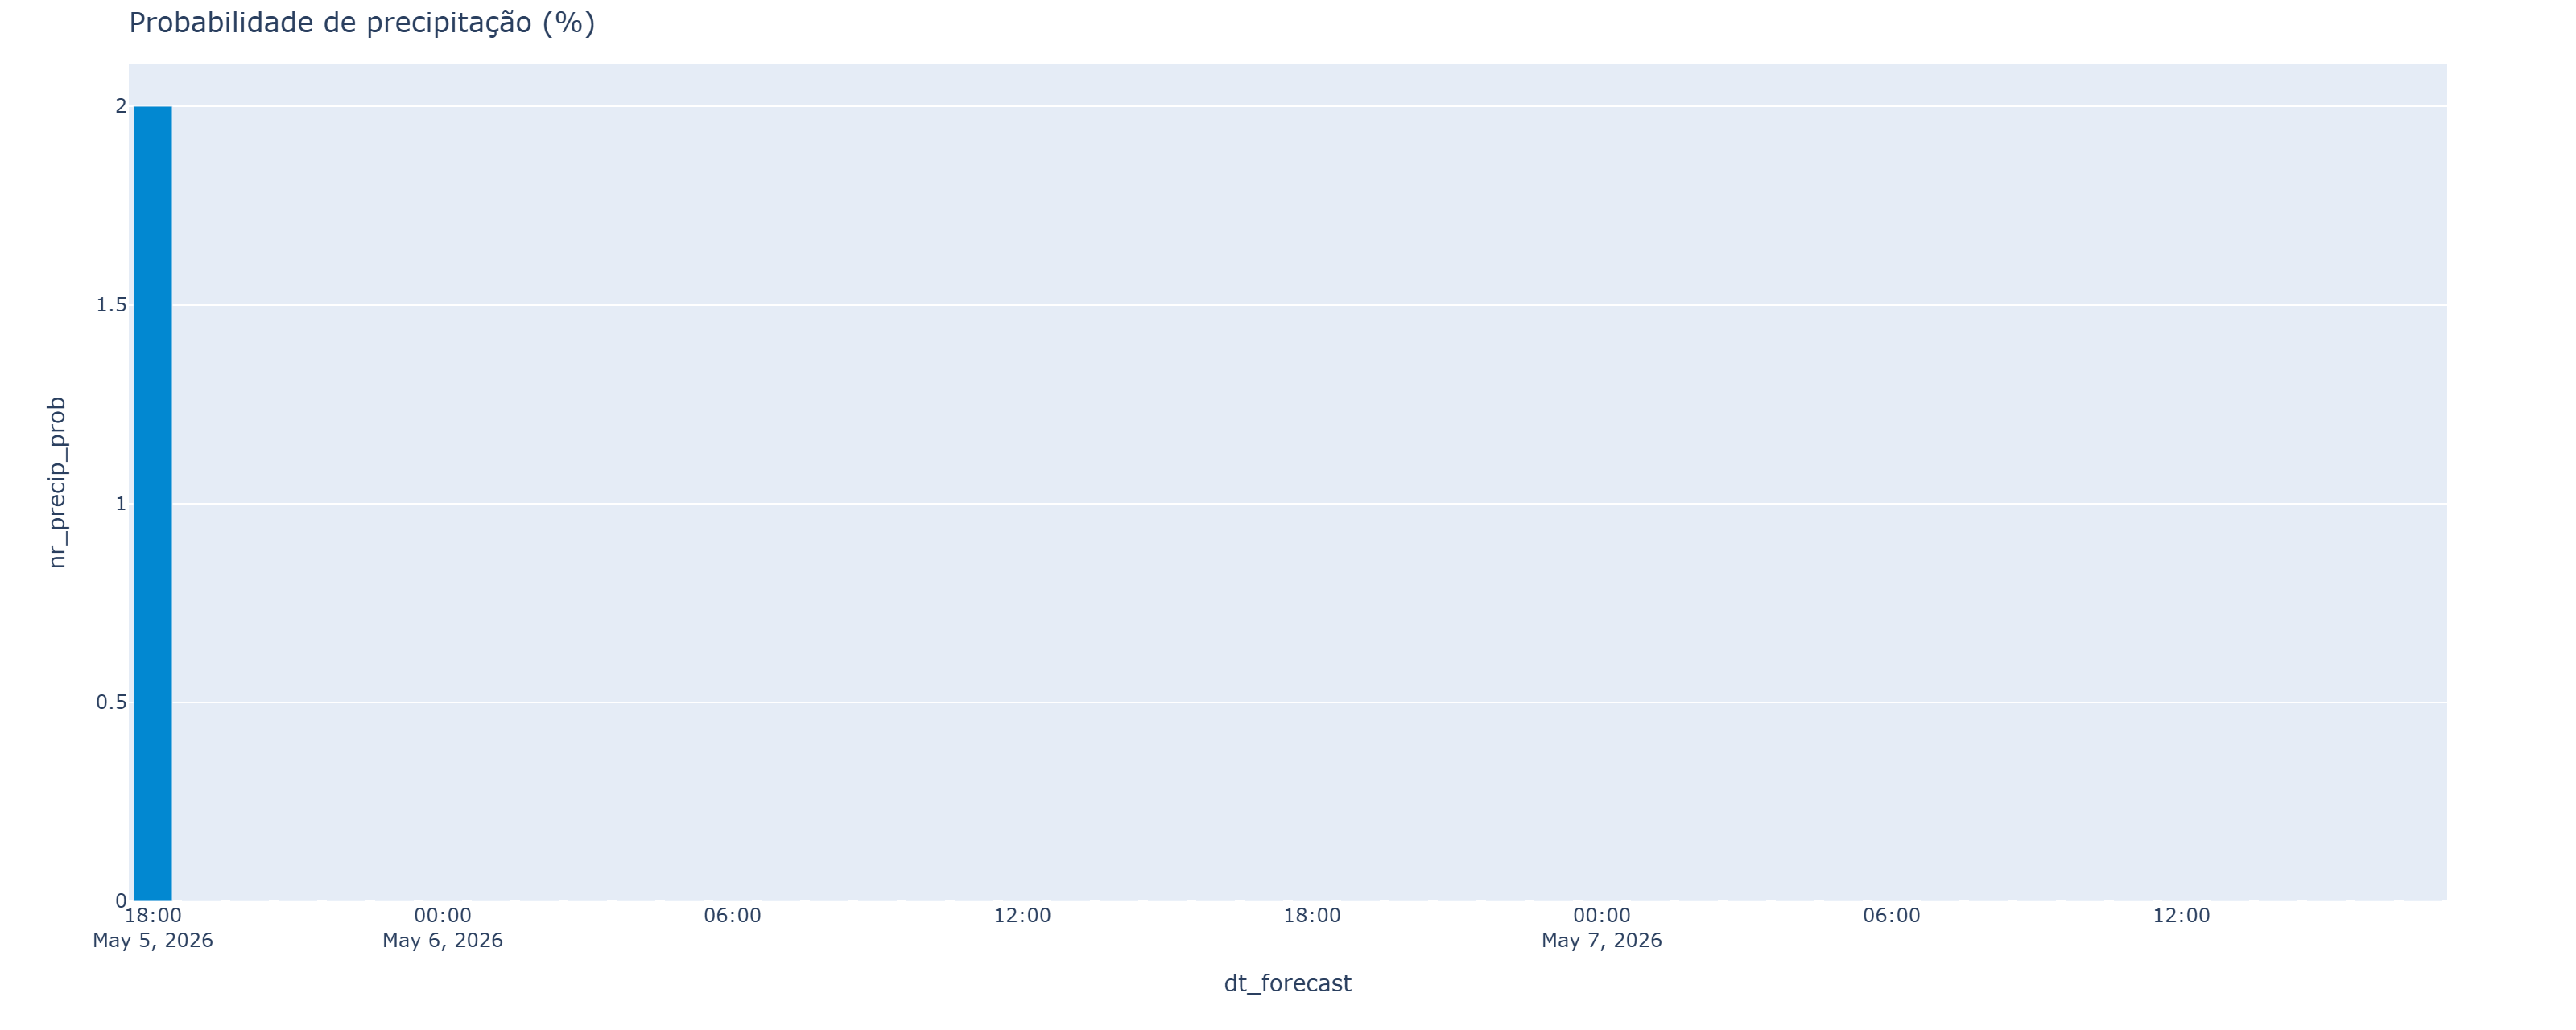 Probabilidade de precipitação (%)
2
1.5
1
0.5
0
nr_precip_prob
18:00 00:00 06:00 12:00 18:00 00:00 06:00 12:00
May 5, 2026 May 6, 2026 May 7, 2026
dt_forecast